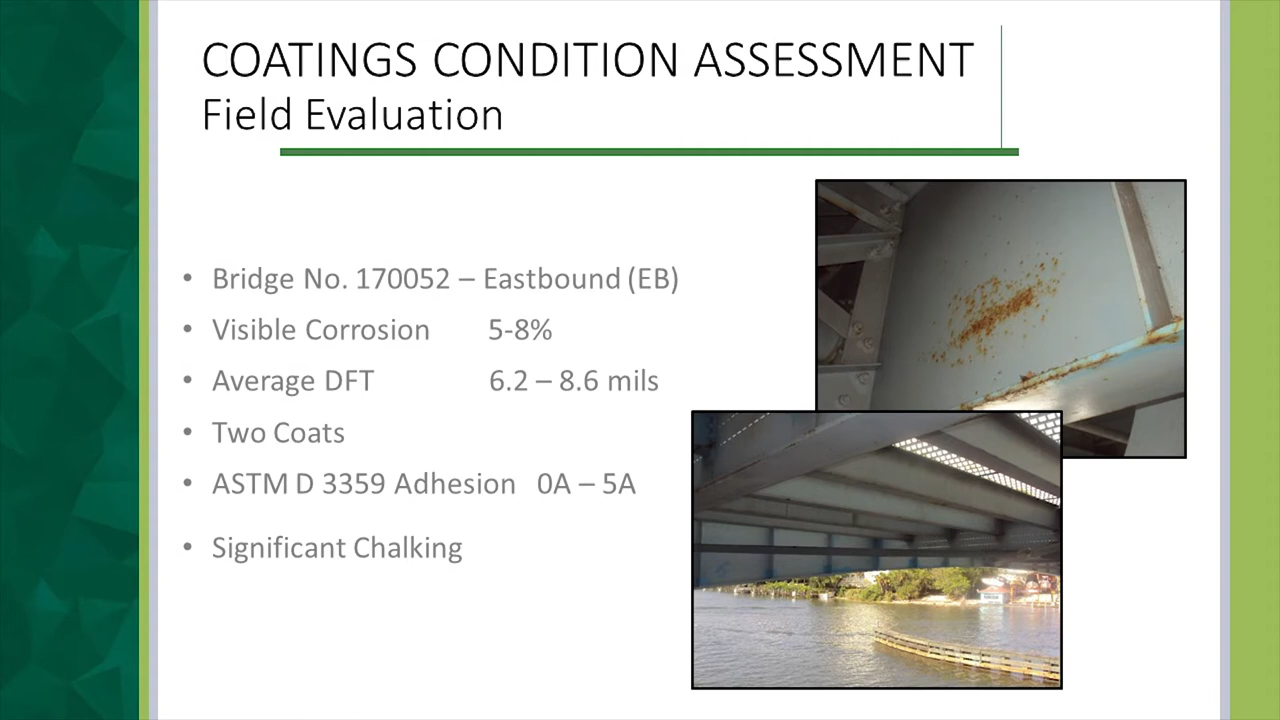 COATINGS CONDITION ASSESSMENT
Field Evaluation
• Bridge No. 170052 – Eastbound (EB)
• Visible Corrosion 5-8%
• Average DFT 6.2 – 8.6 mils
• Two Coats
• ASTM D 3359 Adhesion 0A – 5A
• Significant Chalking